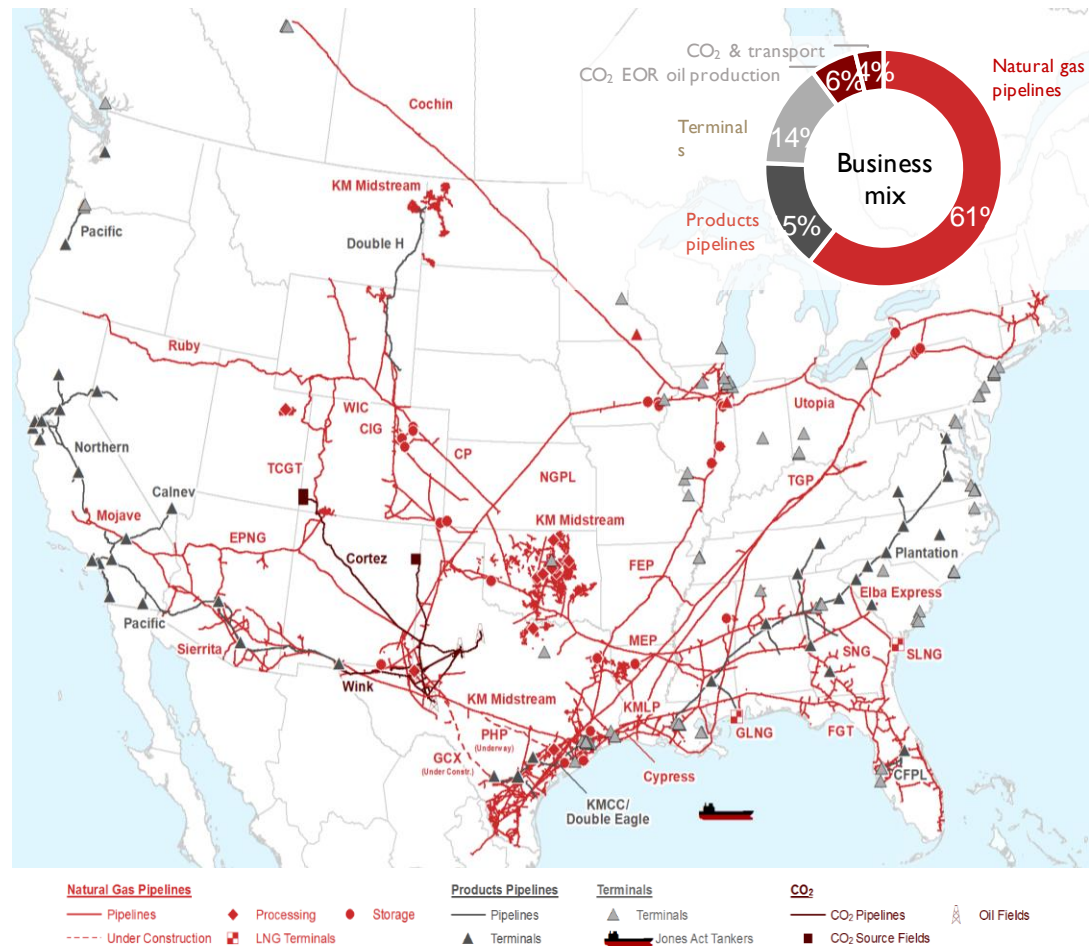 CO₂ & transport
CO₂ EOR oil production
4%
6%
Natural gas
pipelines
Cochin
Terminal
s
14%
Business
mix
KM Midstream
Products
pipelines
5%
61%
Pacific
Double H
Ruby
WIC
CIG
CP
Utopia
Northern
TCGT
NGPL
TGP
Calnev
Mojave
EPNG
KM Midstream
Cortez
FEP
Plantation
Elba Express
Pacific
MEP
Sierrita
SNG
SLNG
Wink
KM Midstream
KMLP
PHP
(Underway)
GLNG
FGT
GCX
(Under Constr.)
Cypress
CFPL
KMCC/
Double Eagle
Natural Gas Pipelines
Products Pipelines
Terminals
CO₂
Pipelines
Processing
Storage
Pipelines
Terminals
CO₂ Pipelines
Oil Fields
Under Construction
LNG Terminals
Terminals
Jones Act Tankers
CO₂ Source Fields